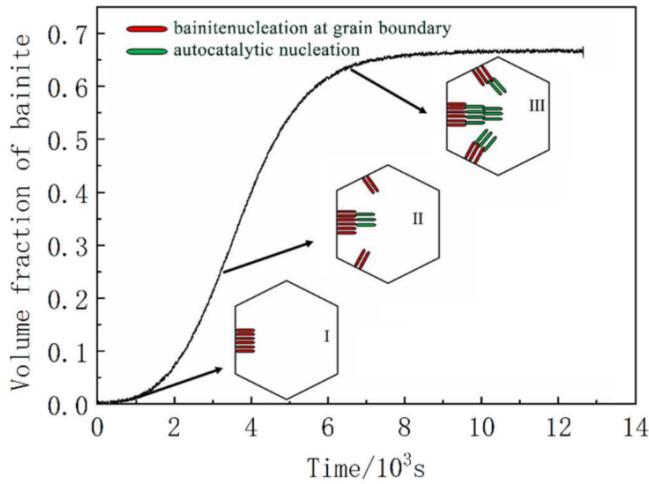 bainitenucleation at grain boundary
autocatalytic nucleation
Volume fraction of bainite
0.7
0.6
0.5
0.4
0.3
0.2
0.1
0.0
III
II
I
0 2 4 6 8 10 12 14
Time/10³s